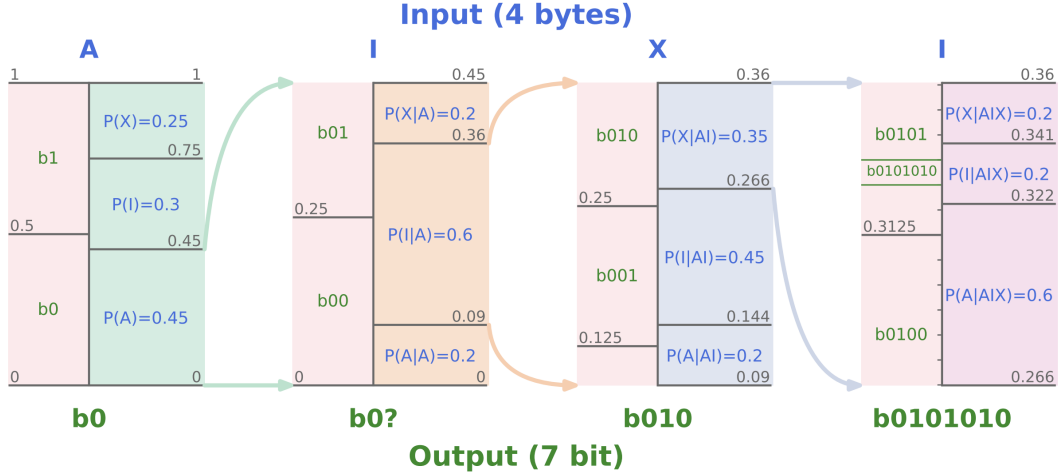 Input (4 bytes)
A
I
X
I
1
1
b1
P(X)=0.25
0.75
P(I)=0.3
0.5
0.45
b0
P(A)=0.45
0
0
b0
0.45
b01
P(X|A)=0.2
0.36
0.25
P(I|A)=0.6
b00
0.09
P(A|A)=0.2
0
0
b0?
0.36
b010
P(X|AI)=0.35
0.266
0.25
P(I|AI)=0.45
b001
0.144
0.125
P(A|AI)=0.2
0.09
b010
0.36
P(X|AIX)=0.2
b0101
0.341
b0101010
P(I|AIX)=0.2
0.322
0.3125
P(A|AIX)=0.6
b0100
0.266
b0101010
Output (7 bit)